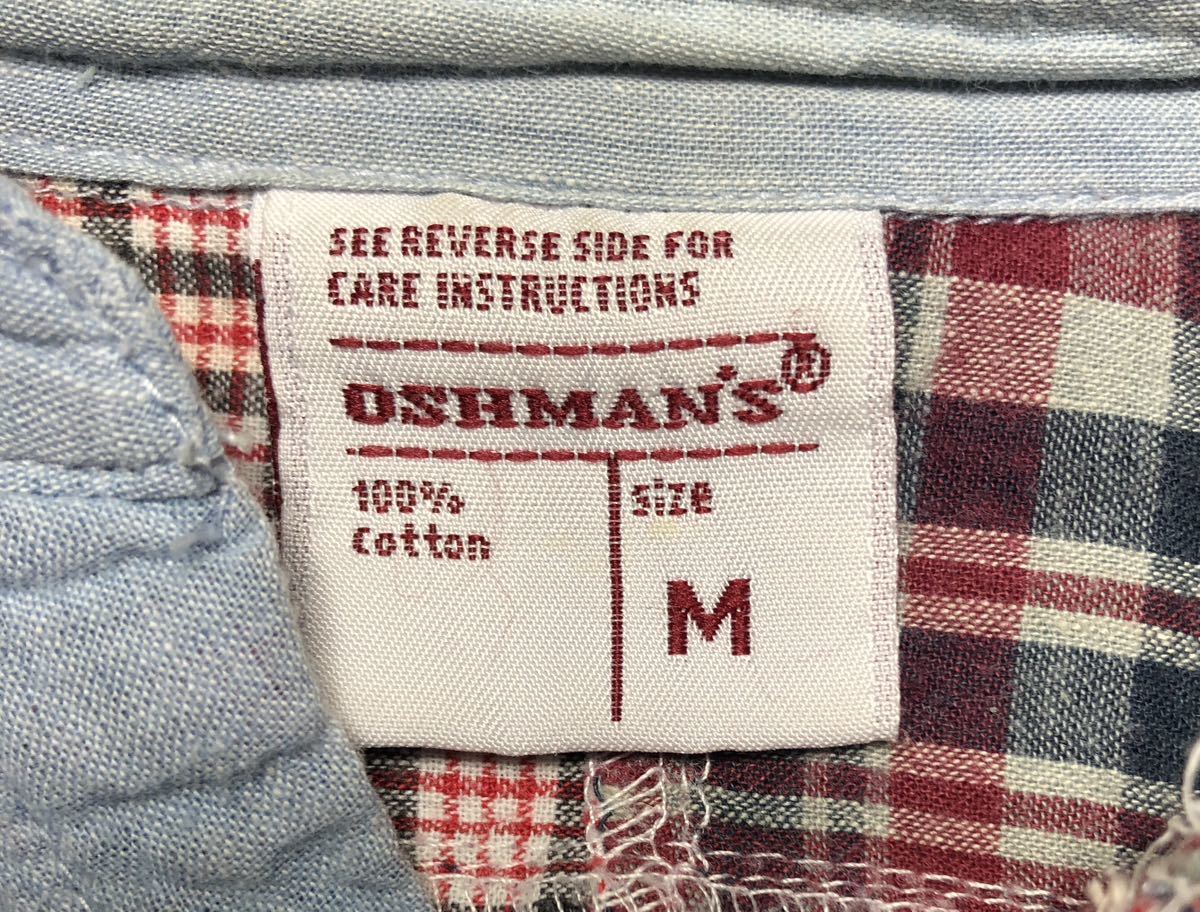 SEE REVERSE SIDE FOR
CARE INSTRUCTIONS
OSHMAN'S®
100%
Cotton
SIZE
M